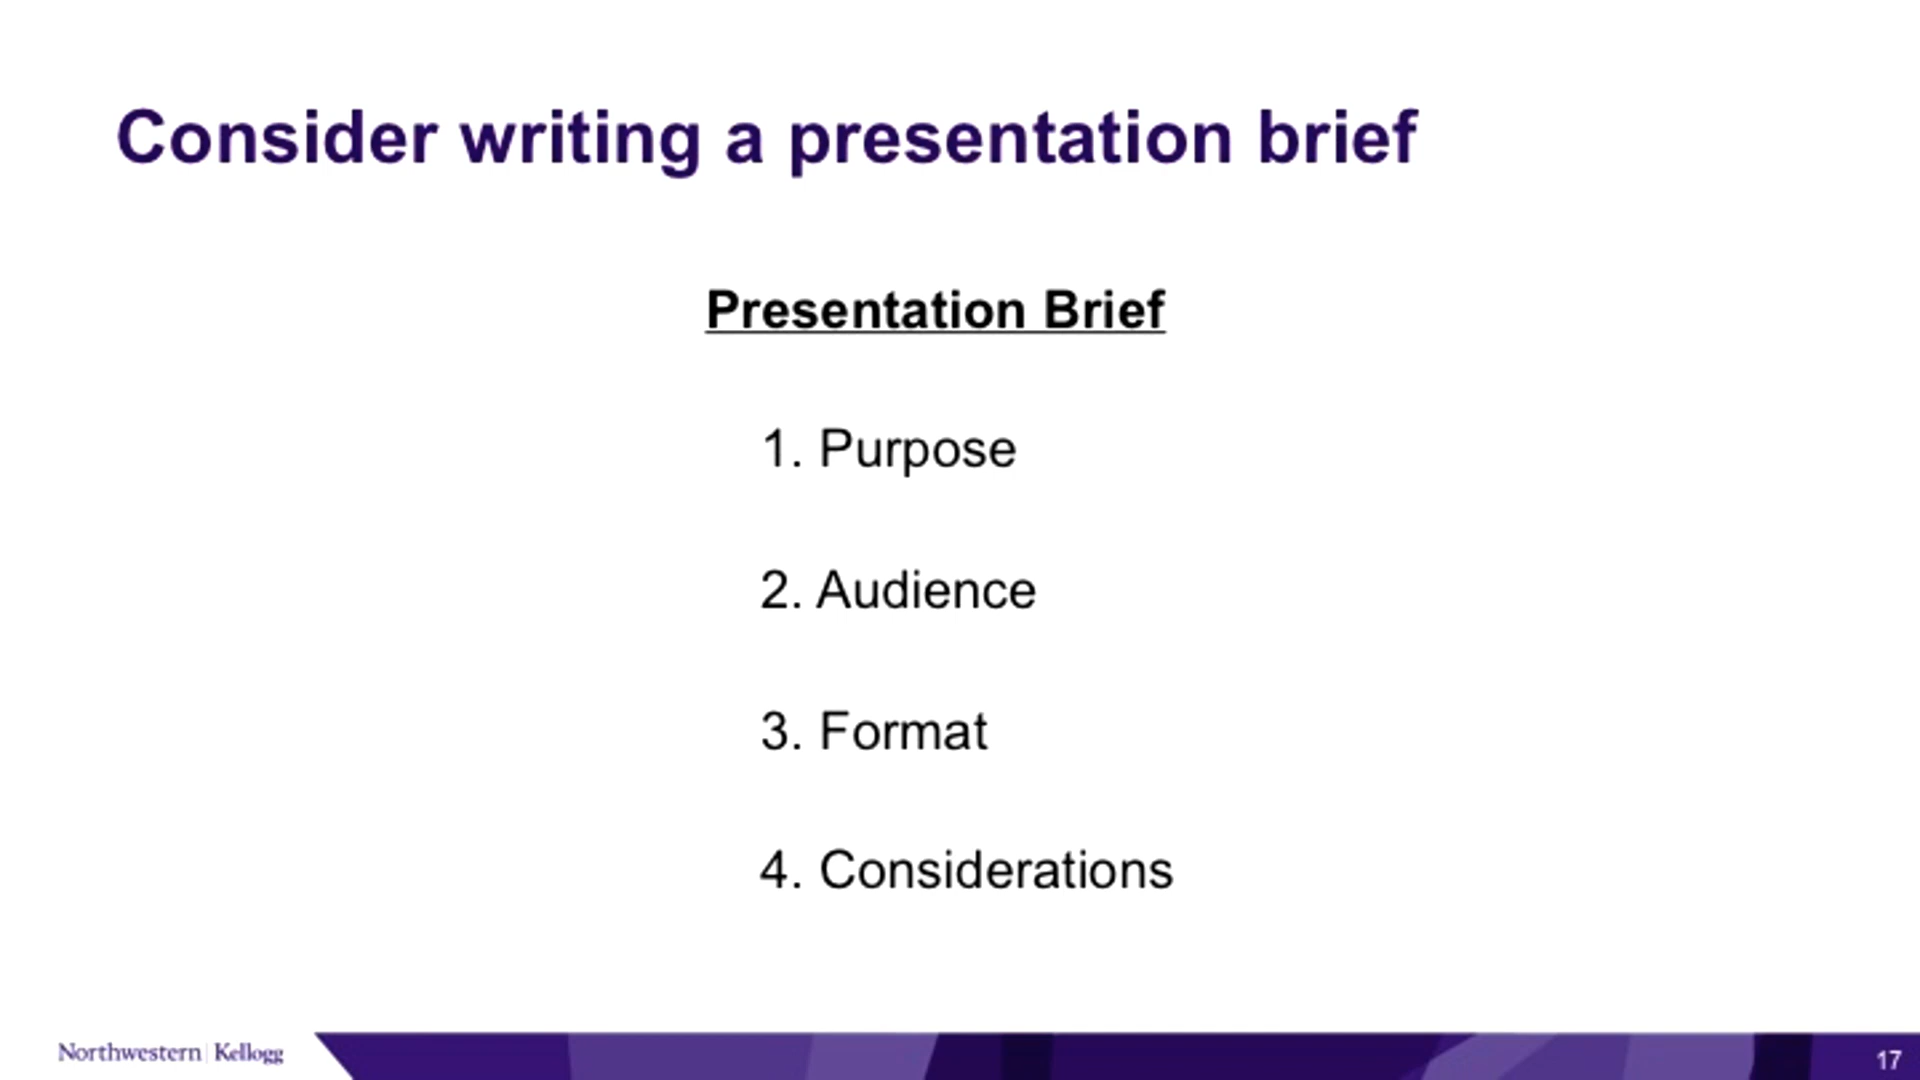 Consider writing a presentation brief
Presentation Brief
1. Purpose
2. Audience
3. Format
4. Considerations
Northwestern | Kellogg
17